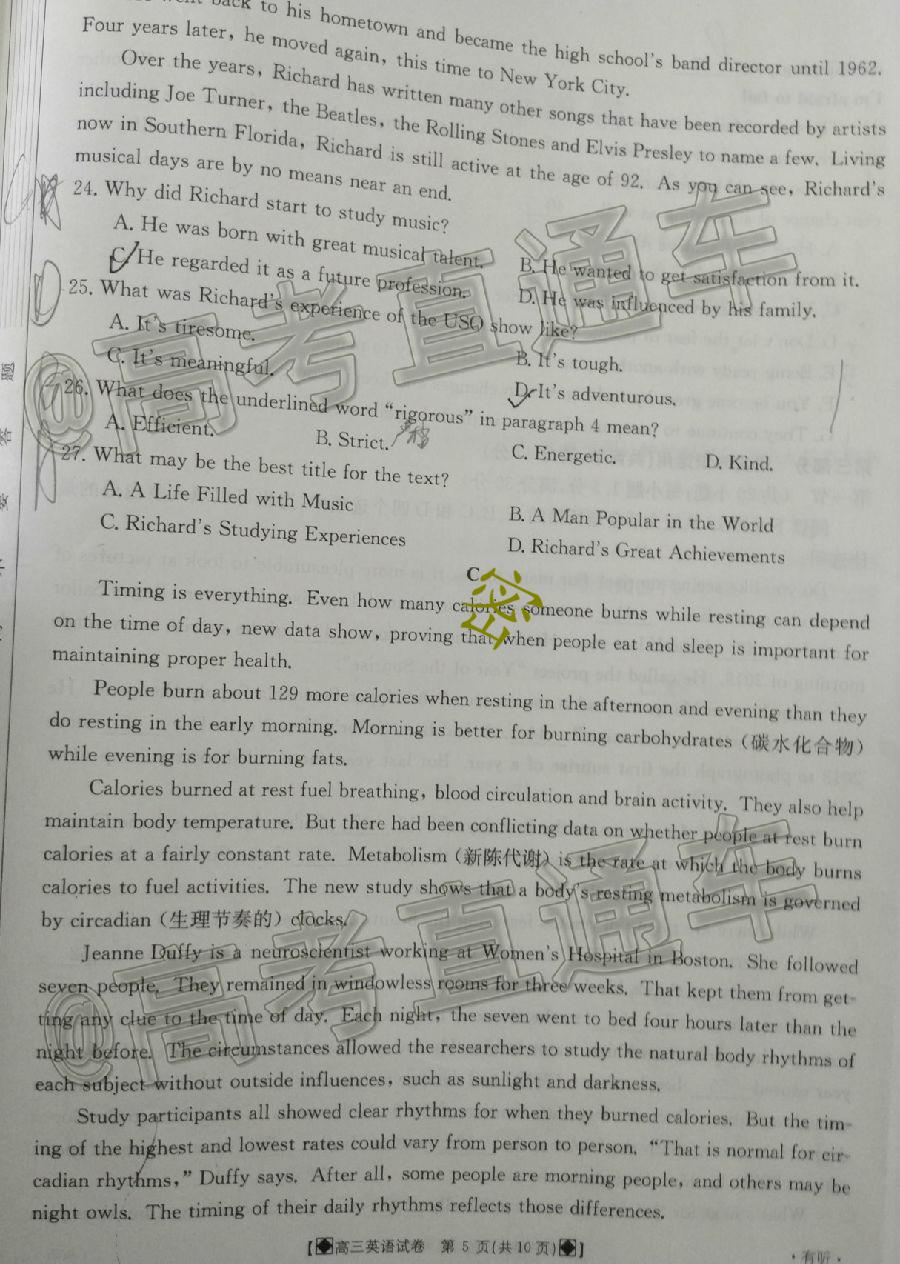 back to his hometown and became the high school's band director until 1962.
Four years later, he moved again, this time to New York City.
Over the years, Richard has written many other songs that have been recorded by artists
including Joe Turner, the Beatles, the Rolling Stones and Elvis Presley to name a few. Living
now in Southern Florida, Richard is still active at the age of 92. As you can see, Richard's
musical days are by no means near an end.
24. Why did Richard start to study music?
A. He was born with great musical talent.
B. He wanted to get satisfaction from it.
C. He regarded it as a future profession.
D. He was influenced by his family.
25. What was Richard's experience of the USO show like?
A. It's tiresome.
B. It's tough.
C. It's meaningful.
D. It's adventurous.
26. What does the underlined word "rigorous" in paragraph 4 mean?
A. Efficient.
B. Strict.
C. Energetic.
D. Kind.
27. What may be the best title for the text?
A. A Life Filled with Music
B. A Man Popular in the World
C. Richard's Studying Experiences
D. Richard's Great Achievements
C
密
Timing is everything. Even how many calories someone burns while resting can depend
on the time of day, new data show, proving that when people eat and sleep is important for
maintaining proper health.
People burn about 129 more calories when resting in the afternoon and evening than they
do resting in the early morning. Morning is better for burning carbohydrates (碳水化合物)
while evening is for burning fats.
Calories burned at rest fuel breathing, blood circulation and brain activity. They also help
maintain body temperature. But there had been conflicting data on whether people at rest burn
calories at a fairly constant rate. Metabolism (新陈代谢) is the rate at which the body burns
calories to fuel activities. The new study shows that a body's resting metabolism is governed
by circadian (生理节奏的) clocks.
Jeanne Duffy is a neuroscientist working at Women's Hospital in Boston. She followed
seven people. They remained in windowless rooms for three weeks. That kept them from get-
ting any clue to the time of day. Each night, the seven went to bed four hours later than the
night before. The circumstances allowed the researchers to study the natural body rhythms of
each subject without outside influences, such as sunlight and darkness.
Study participants all showed clear rhythms for when they burned calories. But the tim-
ing of the highest and lowest rates could vary from person to person. "That is normal for cir-
cadian rhythms," Duffy says. After all, some people are morning people, and others may be
night owls. The timing of their daily rhythms reflects those differences.
【高三英语试卷 第 5 页(共 10 页)】
·有听·
@高考直通车
@高考直通车
题
答
要